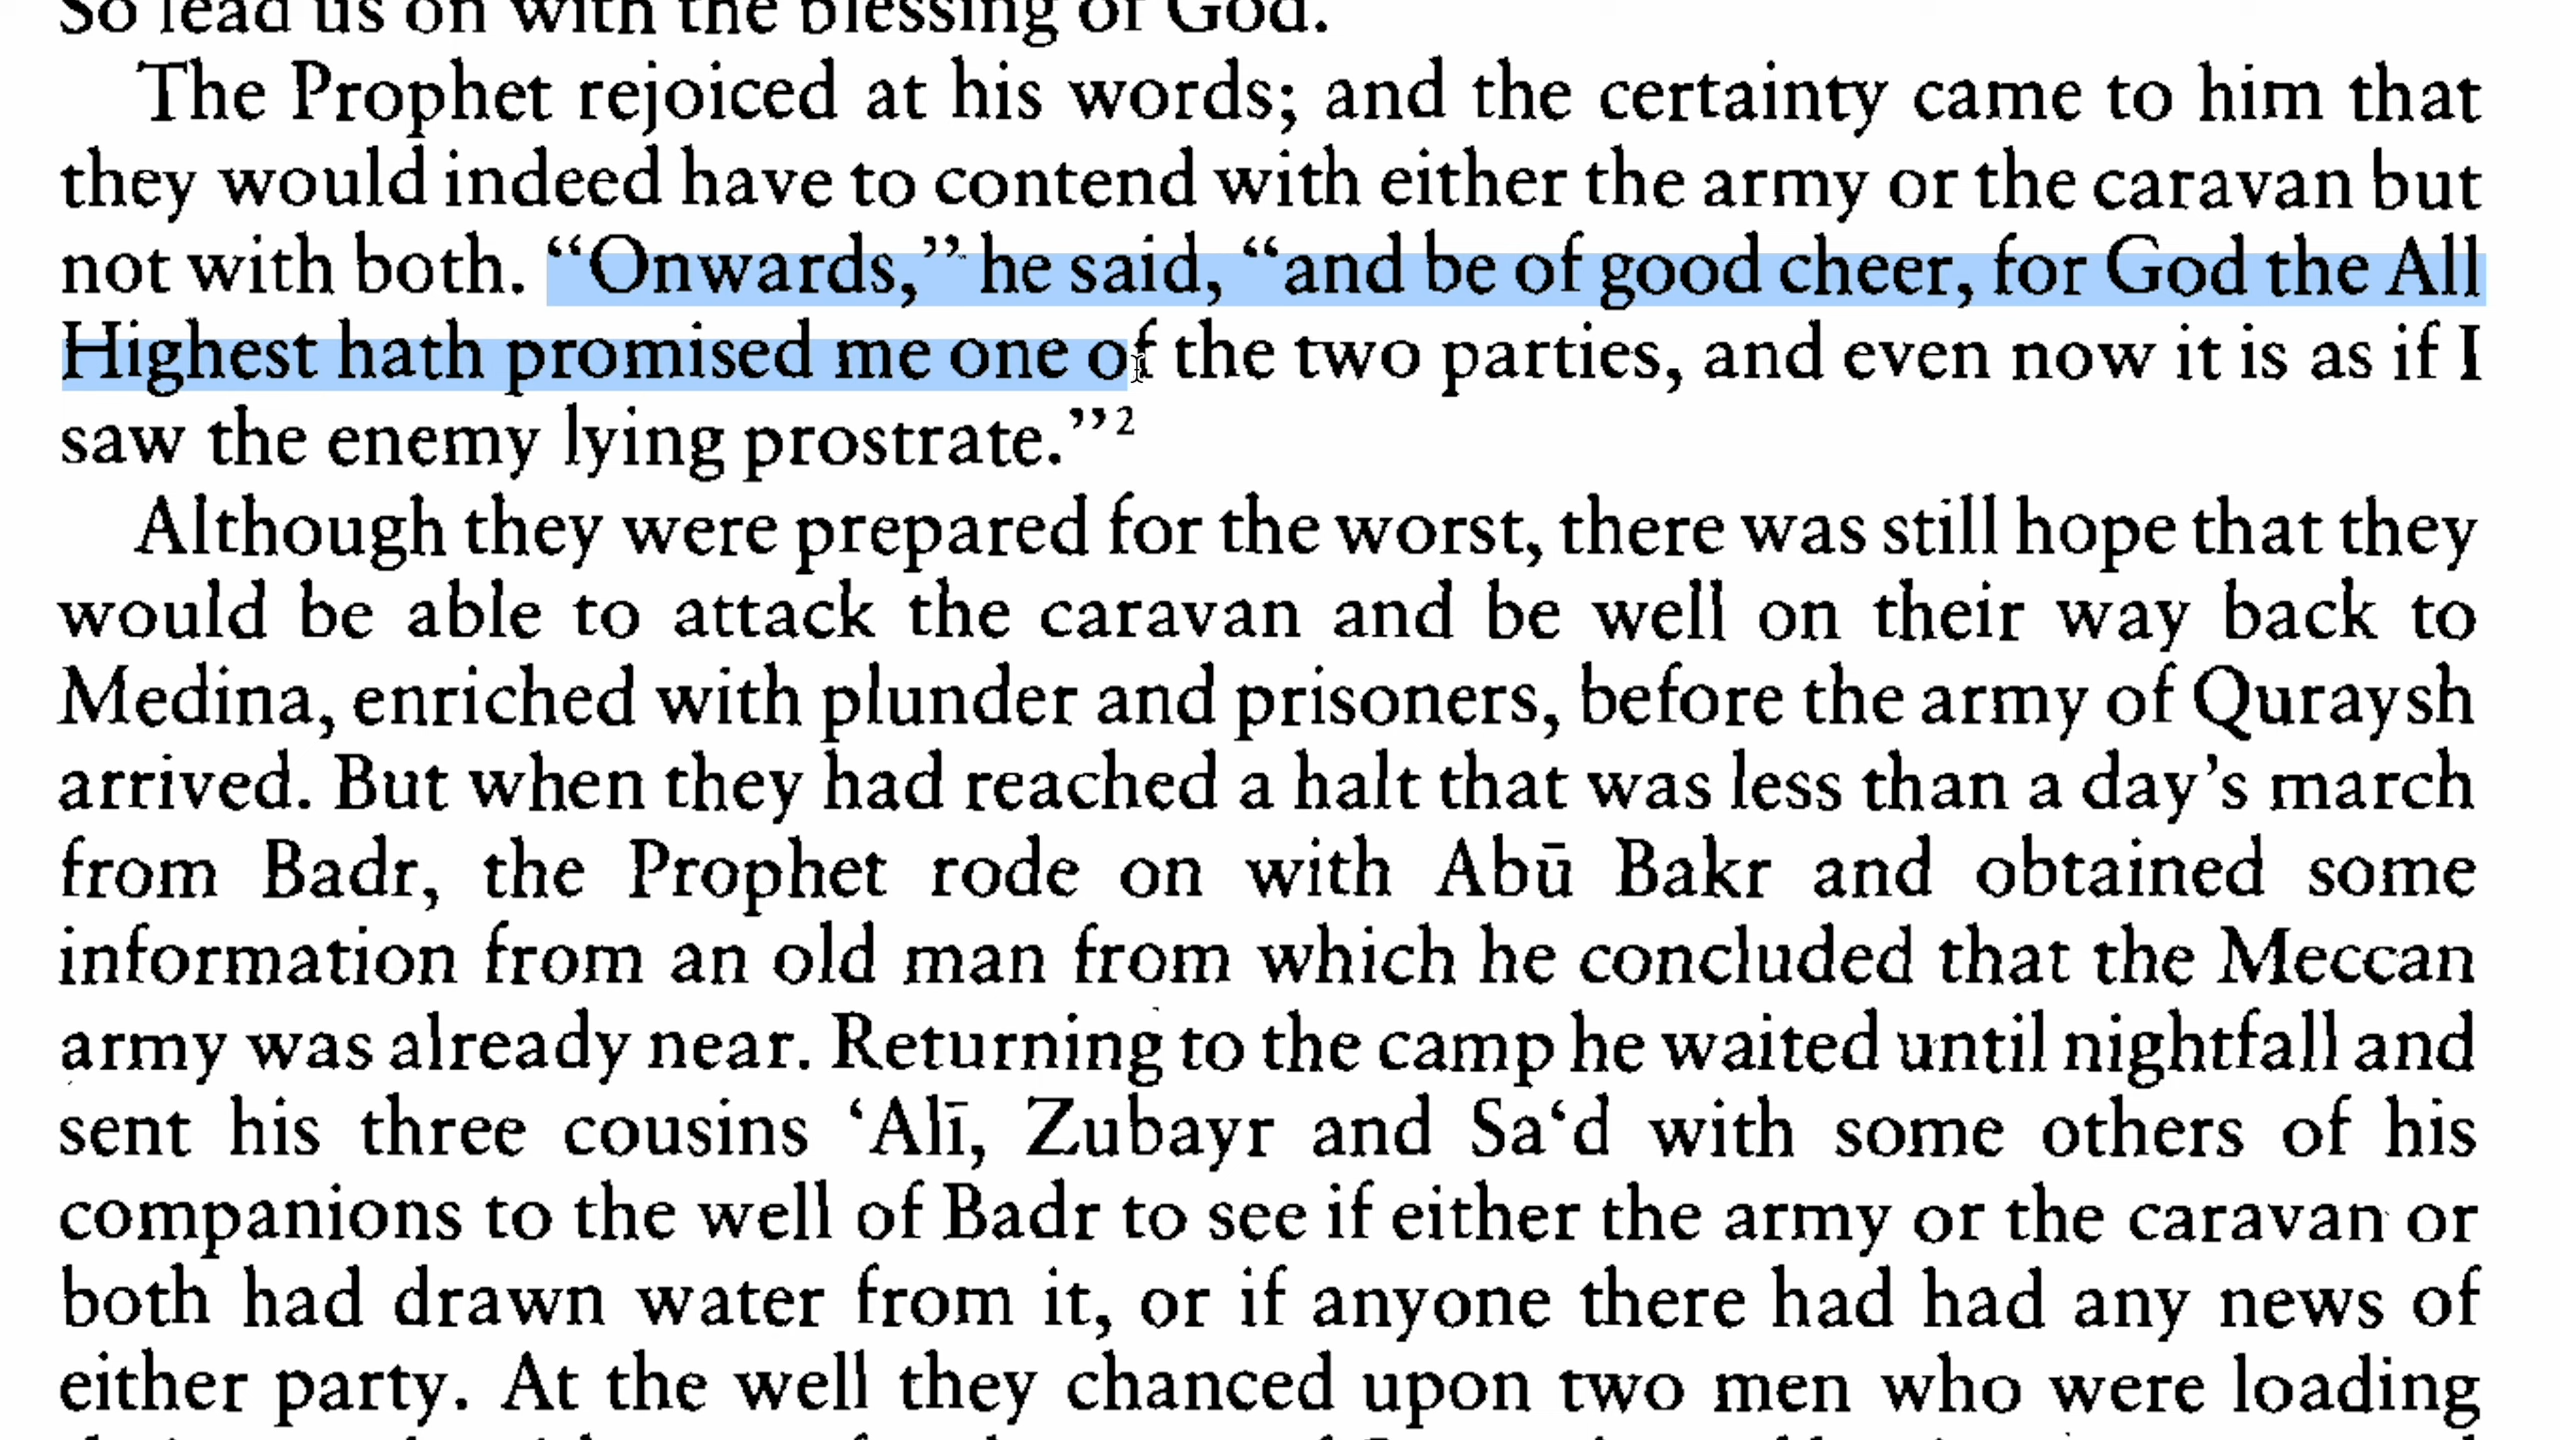 So lead us on with the blessing of God.
The Prophet rejoiced at his words; and the certainty came to him that
they would indeed have to contend with either the army or the caravan but
not with both. “Onwards,” he said, “and be of good cheer, for God the All
Highest hath promised me one of the two parties, and even now it is as if I
saw the enemy lying prostrate.”2
Although they were prepared for the worst, there was still hope that they
would be able to attack the caravan and be well on their way back to
Medina, enriched with plunder and prisoners, before the army of Quraysh
arrived. But when they had reached a halt that was less than a day’s march
from Badr, the Prophet rode on with Abū Bakr and obtained some
information from an old man from which he concluded that the Meccan
army was already near. Returning to the camp he waited until nightfall and
sent his three cousins ‘Alī, Zubayr and Sa‘d with some others of his
companions to the well of Badr to see if either the army or the caravan or
both had drawn water from it, or if anyone there had had any news of
either party. At the well they chanced upon two men who were loading